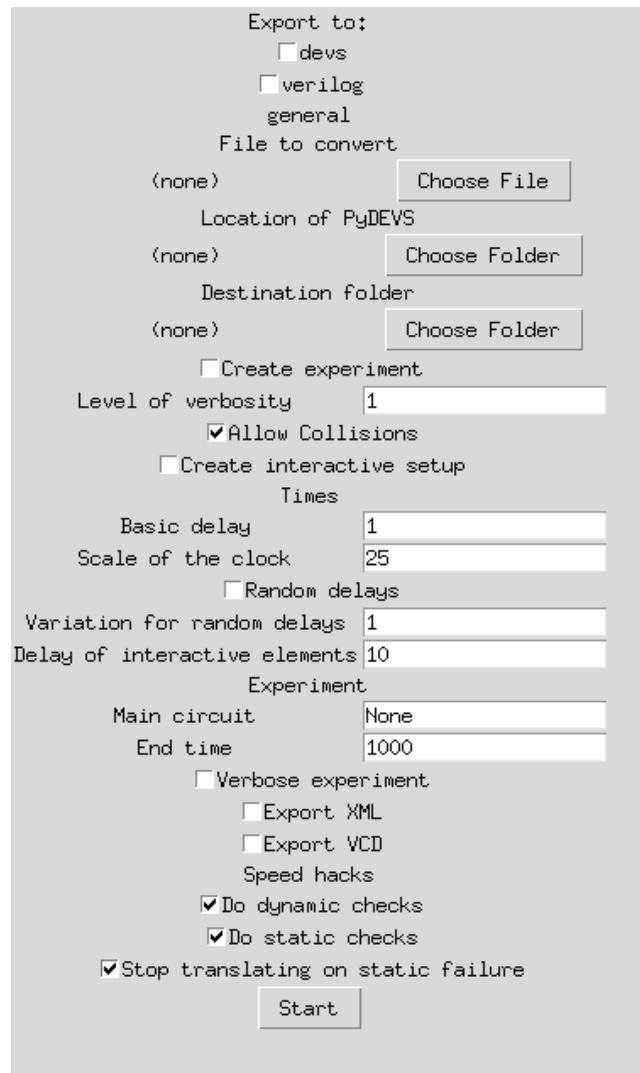 Export to:
devs
verilog
general
File to convert
(none) Choose File
Location of PyDEVS
(none) Choose Folder
Destination folder
(none) Choose Folder
Create experiment
Level of verbosity 1
Allow Collisions
Create interactive setup
Times
Basic delay 1
Scale of the clock 25
Random delays
Variation for random delays 1
Delay of interactive elements 10
Experiment
Main circuit None
End time 1000
Verbose experiment
Export XML
Export VCD
Speed hacks
Do dynamic checks
Do static checks
Stop translating on static failure
Start